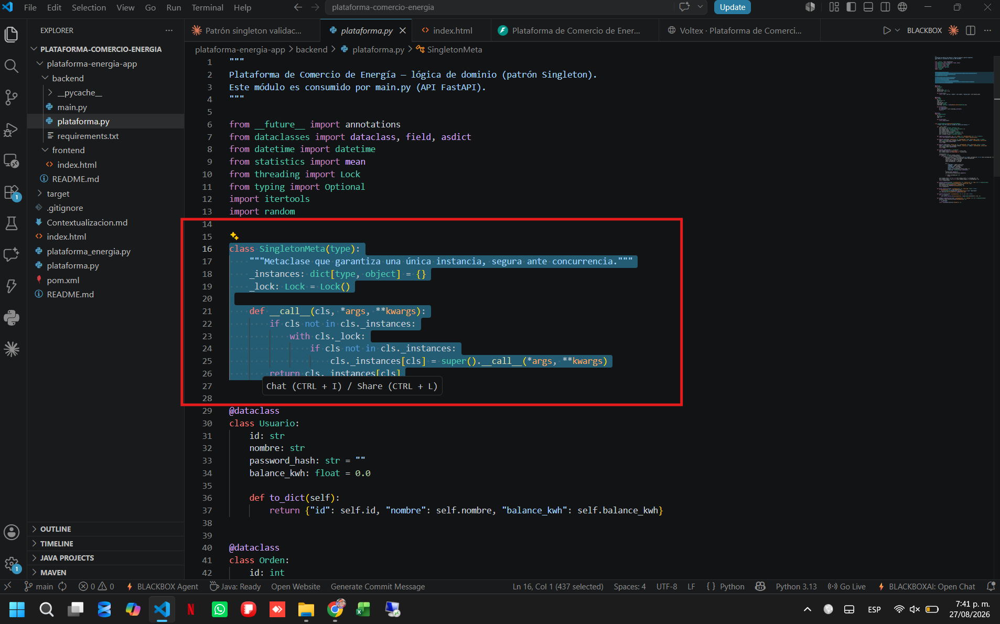 File Edit Selection View Go Run Terminal Help
plataforma-comercio-energia
Update
EXPLORER
Patrón singleton validac...
plataforma.py
index.html
Plataforma de Comercio de Ener...
Voltex · Plataforma de Comerci...
BLACKBOX
PLATAFORMA-COMERCIO-ENERGIA
plataforma-energia-app
backend
__pycache__
main.py
plataforma.py
requirements.txt
frontend
index.html
README.md
target
.gitignore
Contextualizacion.md
index.html
plataforma_energia.py
plataforma.py
pom.xml
README.md
OUTLINE
TIMELINE
JAVA PROJECTS
MAVEN
1
1
plataforma-energia-app > backend > plataforma.py > SingletonMeta
1 """
2 Plataforma de Comercio de Energía — lógica de dominio (patrón Singleton).
3 Este módulo es consumido por main.py (API FastAPI).
4 """
5
6 from __future__ import annotations
7 from dataclasses import dataclass, field, asdict
8 from datetime import datetime
9 from statistics import mean
10 from threading import Lock
11 from typing import Optional
12 import itertools
13 import random
14
15
16 class SingletonMeta(type):
17 """Metaclase que garantiza una única instancia, segura ante concurrencia."""
18 _instances: dict[type, object] = {}
19 _lock: Lock = Lock()
20
21 def __call__(cls, *args, **kwargs):
22 if cls not in cls._instances:
23 with cls._lock:
24 if cls not in cls._instances:
25 cls._instances[cls] = super().__call__(*args, **kwargs)
26 return cls._instances[cls]
27
Chat (CTRL + I) / Share (CTRL + L)
28
29 @dataclass
30 class Usuario:
31 id: str
32 nombre: str
33 password_hash: str = ""
34 balance_kwh: float = 0.0
35
36 def to_dict(self):
37 return {"id": self.id, "nombre": self.nombre, "balance_kwh": self.balance_kwh}
38
39
40 @dataclass
41 class Orden:
42 id: int
main 0 0 BLACKBOX Agent Java: Ready Open Website Generate Commit Message Ln 16, Col 1 (437 selected) Spaces: 4 UTF-8 LF { } Python Python 3.13 Go Live BLACKBOXAI: Open Chat
ESP
7:41 p. m.
27/08/2026